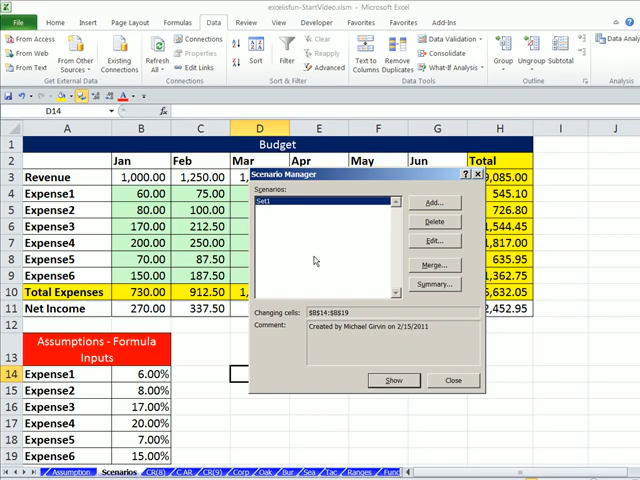 excelisfun-StartVideo.xlsm - Microsoft Excel
File Home Insert Page Layout Formulas Data Review View Developer Favorites Favorites Add-Ins
From Access
From Web
From Text
From Other Sources
Existing Connections
Get External Data
Refresh All
Connections
Properties
Edit Links
Connections
Sort
Filter
Clear
Reapply
Advanced
Sort & Filter
Text to Columns
Remove Duplicates
Data Validation
Consolidate
What-If Analysis
Data Tools
Group
Ungroup
Subtotal
Outline
Data Analy
D14 fx
A B C D E F G H I J
1 Budget
2 Jan Feb Mar Apr May Jun Total
3 Revenue 1,000.00 1,250.00 9,085.00
4 Expense1 60.00 75.00 545.10
5 Expense2 80.00 100.00 726.80
6 Expense3 170.00 212.50 1,544.45
7 Expense4 200.00 250.00 1,817.00
8 Expense5 70.00 87.50 635.95
9 Expense6 150.00 187.50 1,362.75
10 Total Expenses 730.00 912.50 1, 6,632.05
11 Net Income 270.00 337.50 2,452.95
12
13 Assumptions - Formula Inputs
14 Expense1 6.00%
15 Expense2 8.00%
16 Expense3 17.00%
17 Expense4 20.00%
18 Expense5 7.00%
19 Expense6 15.00%
Scenario Manager
Scenarios:
Set1
Add...
Delete
Edit...
Merge...
Summary...
Changing cells: $B$14:$B$19
Comment: Created by Michael Girvin on 2/15/2011
Show Close
Assumption Scenarios CR(8) C AR CR(9) Corp Oak Bur Sea Tac Ranges Fund